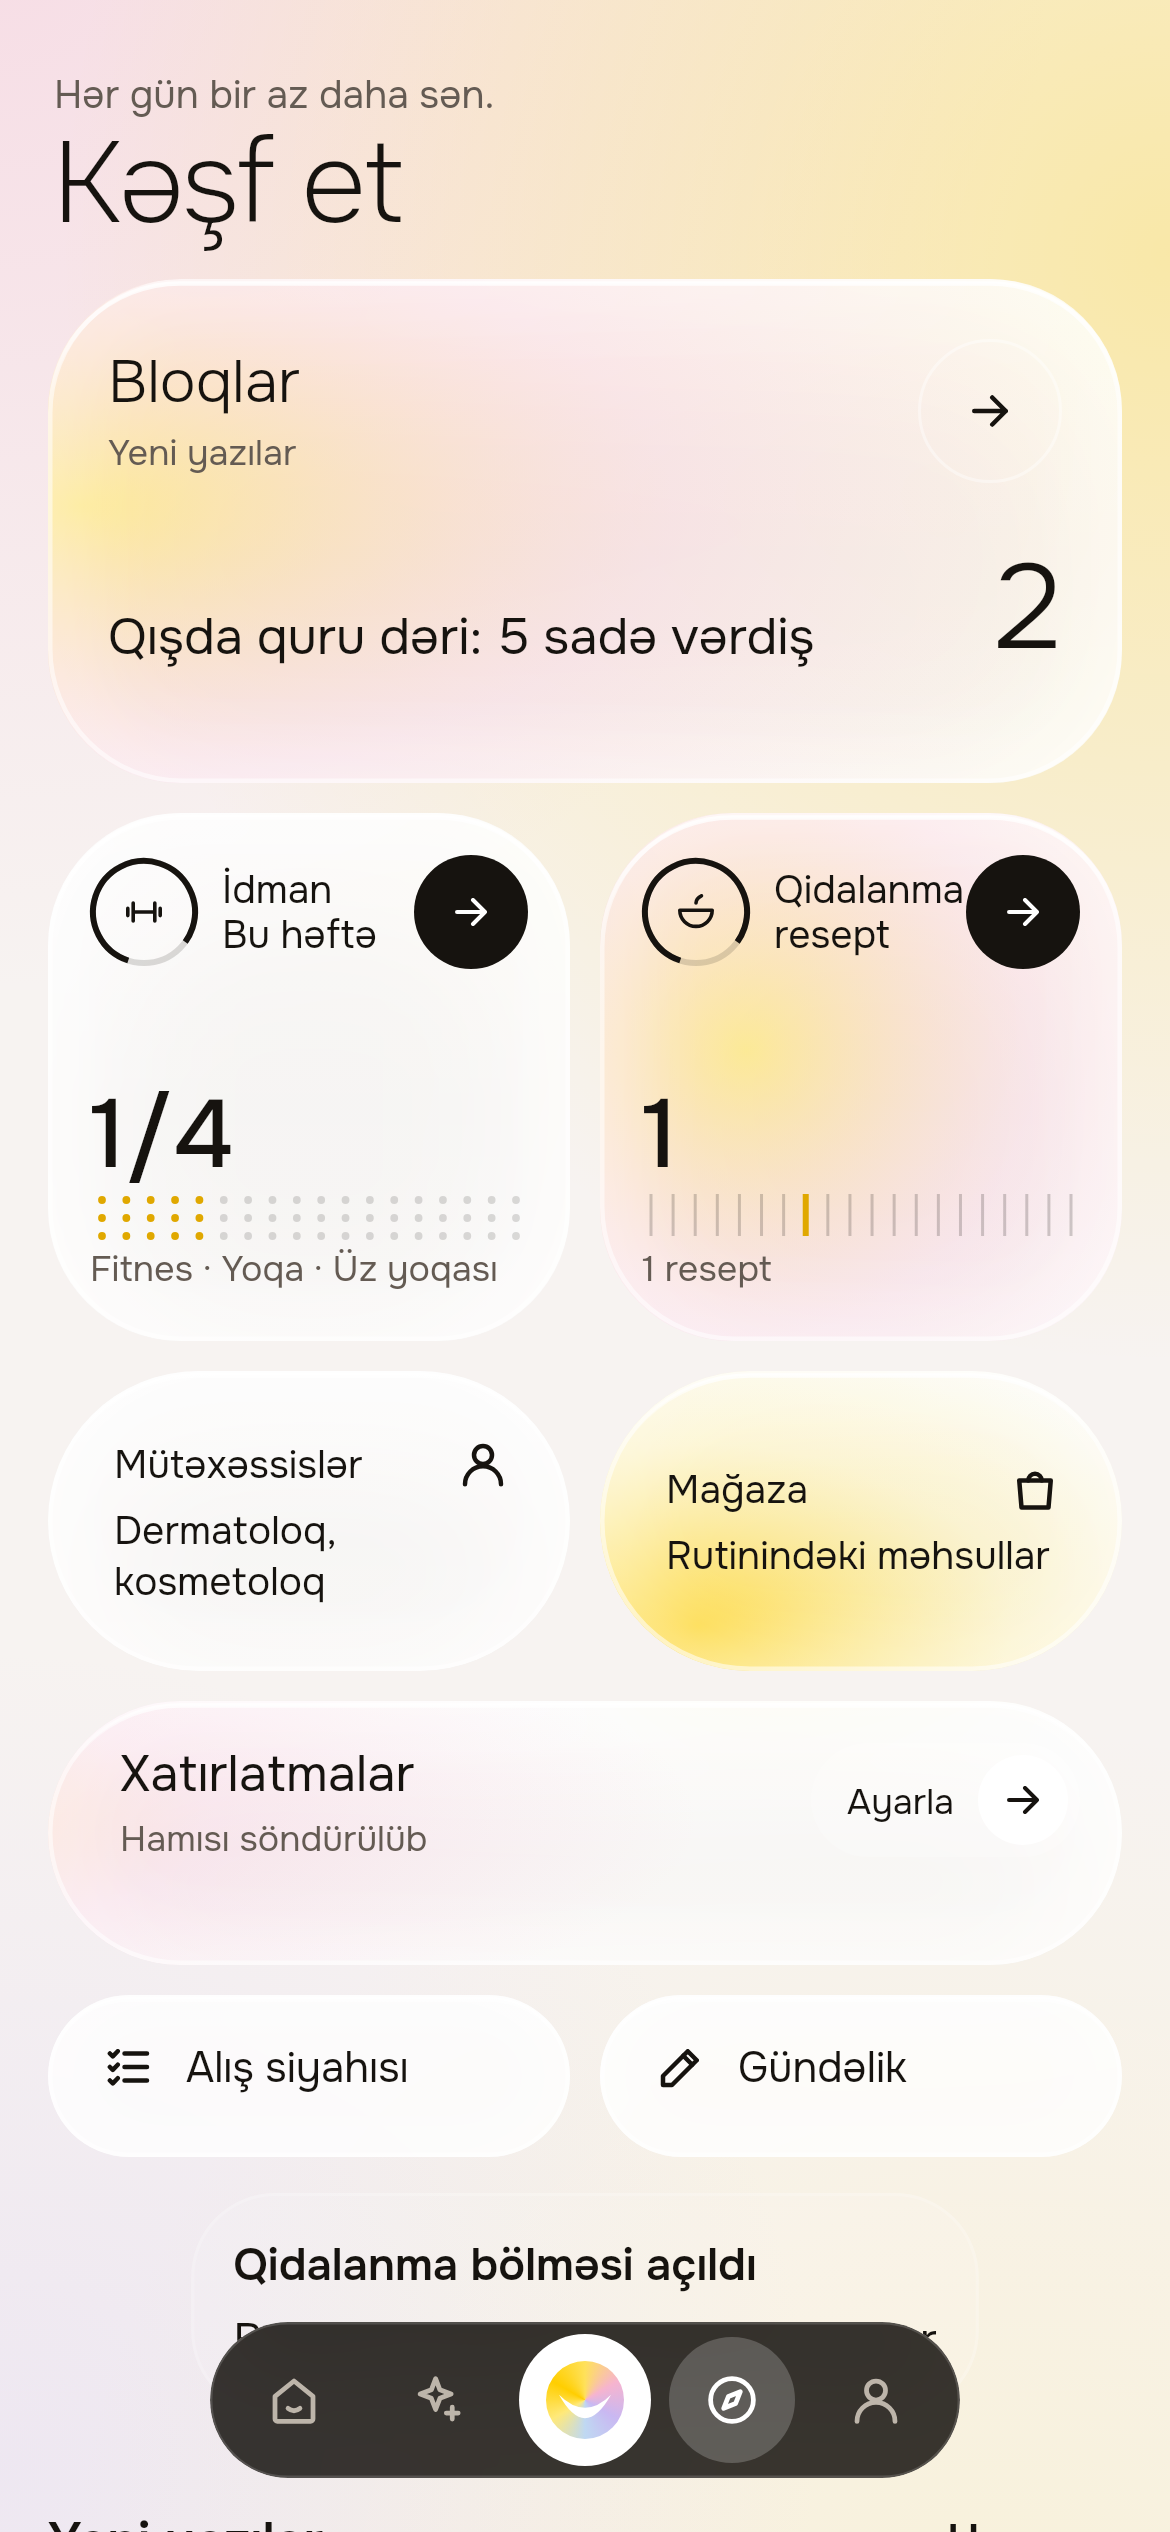 Hər gün bir az daha sən.
Kəşf et
Bloqlar
Yeni yazılar
Qışda quru dəri: 5 sadə vərdiş
2
İdman
Bu həftə
1/4
Fitnes · Yoqa · Üz yoqası
Qidalanma
resept
1
1 resept
Mütəxəssislər
Dermatoloq,
kosmetoloq
Mağaza
Rutinindəki məhsullar
Xatırlatmalar
Hamısı söndürülüb
Ayarla
Alış siyahısı
Gündəlik
Qidalanma bölməsi açıldı
Yeni yazılar